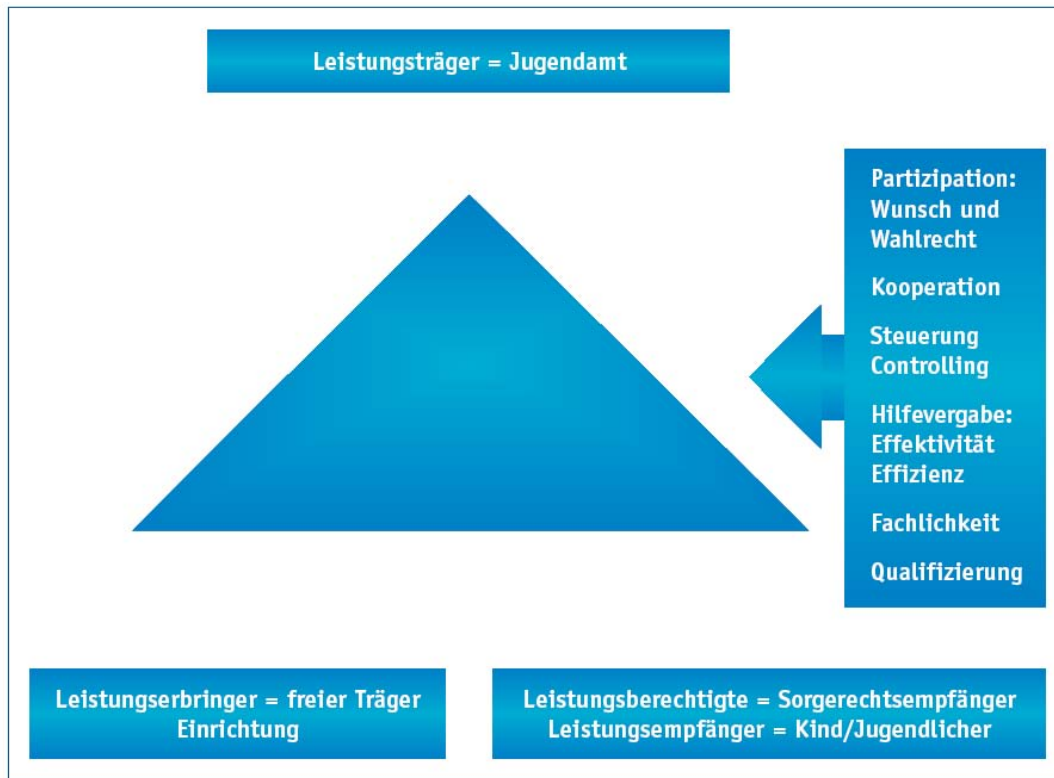 Leistungsträger = Jugendamt
Partizipation:
Wunsch und
Wahlrecht
Kooperation
Steuerung
Controlling
Hilfevergabe:
Effektivität
Effizienz
Fachlichkeit
Qualifizierung
Leistungserbringer = freier Träger
Einrichtung
Leistungsberechtigte = Sorgerechtsempfänger
Leistungsempfänger = Kind/Jugendlicher